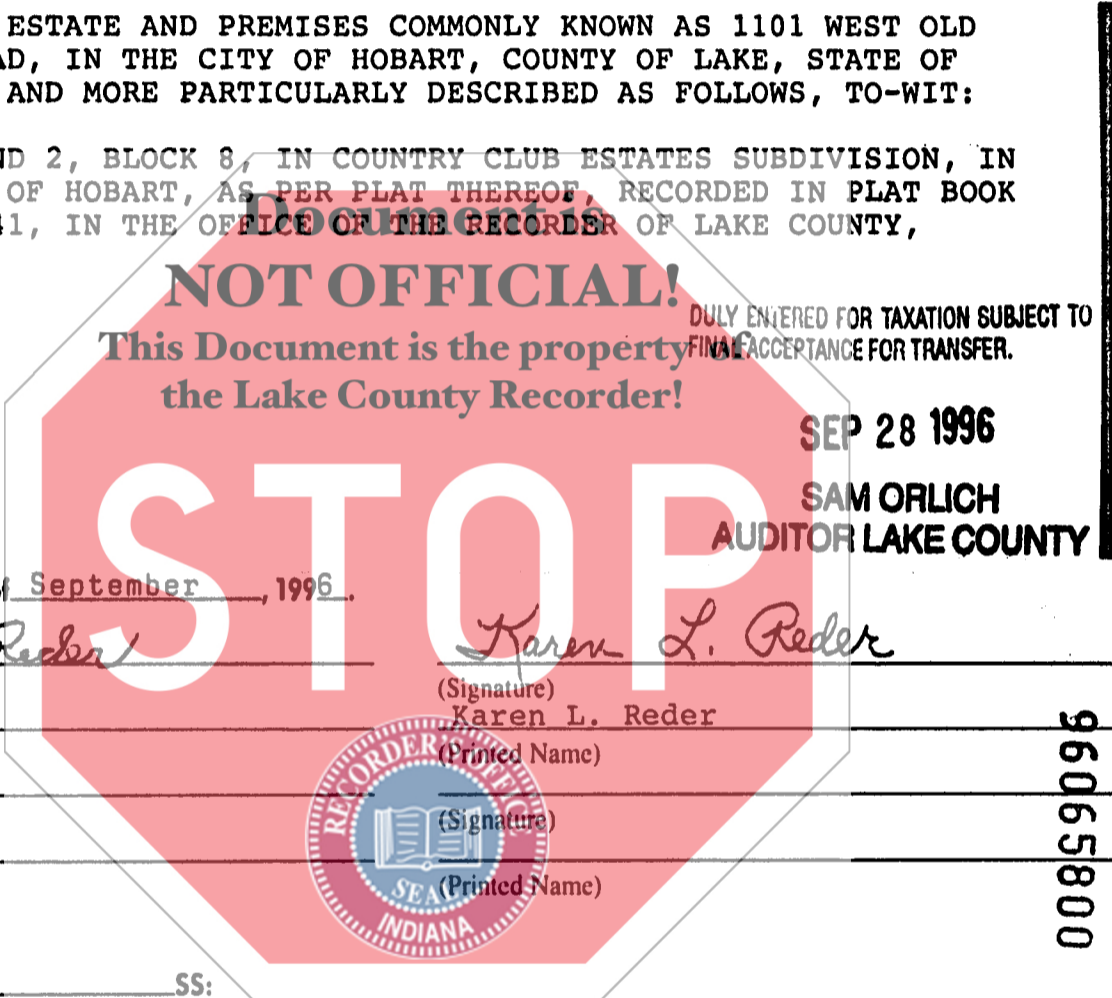 ESTATE AND PREMISES COMMONLY KNOWN AS 1101 WEST OLD
AD, IN THE CITY OF HOBART, COUNTY OF LAKE, STATE OF
AND MORE PARTICULARLY DESCRIBED AS FOLLOWS, TO-WIT:
ND 2, BLOCK 8, IN COUNTRY CLUB ESTATES SUBDIVISION, IN
OF HOBART, AS PER PLAT THEREOF, RECORDED IN PLAT BOOK
41, IN THE OFFICE OF THE RECORDER OF LAKE COUNTY,
Document is
NOT OFFICIAL!
This Document is the property of
the Lake County Recorder!
DULY ENTERED FOR TAXATION SUBJECT TO
FINAL ACCEPTANCE FOR TRANSFER.
SEP 28 1996
SAM ORLICH
AUDITOR LAKE COUNTY
STOP
September, 1996.
Reder
Karen L. Reder
(Signature)
Karen L. Reder
(Printed Name)
(Signature)
(Printed Name)
RECORDER'S OFFICE
SEAL
INDIANA
96065800
SS: